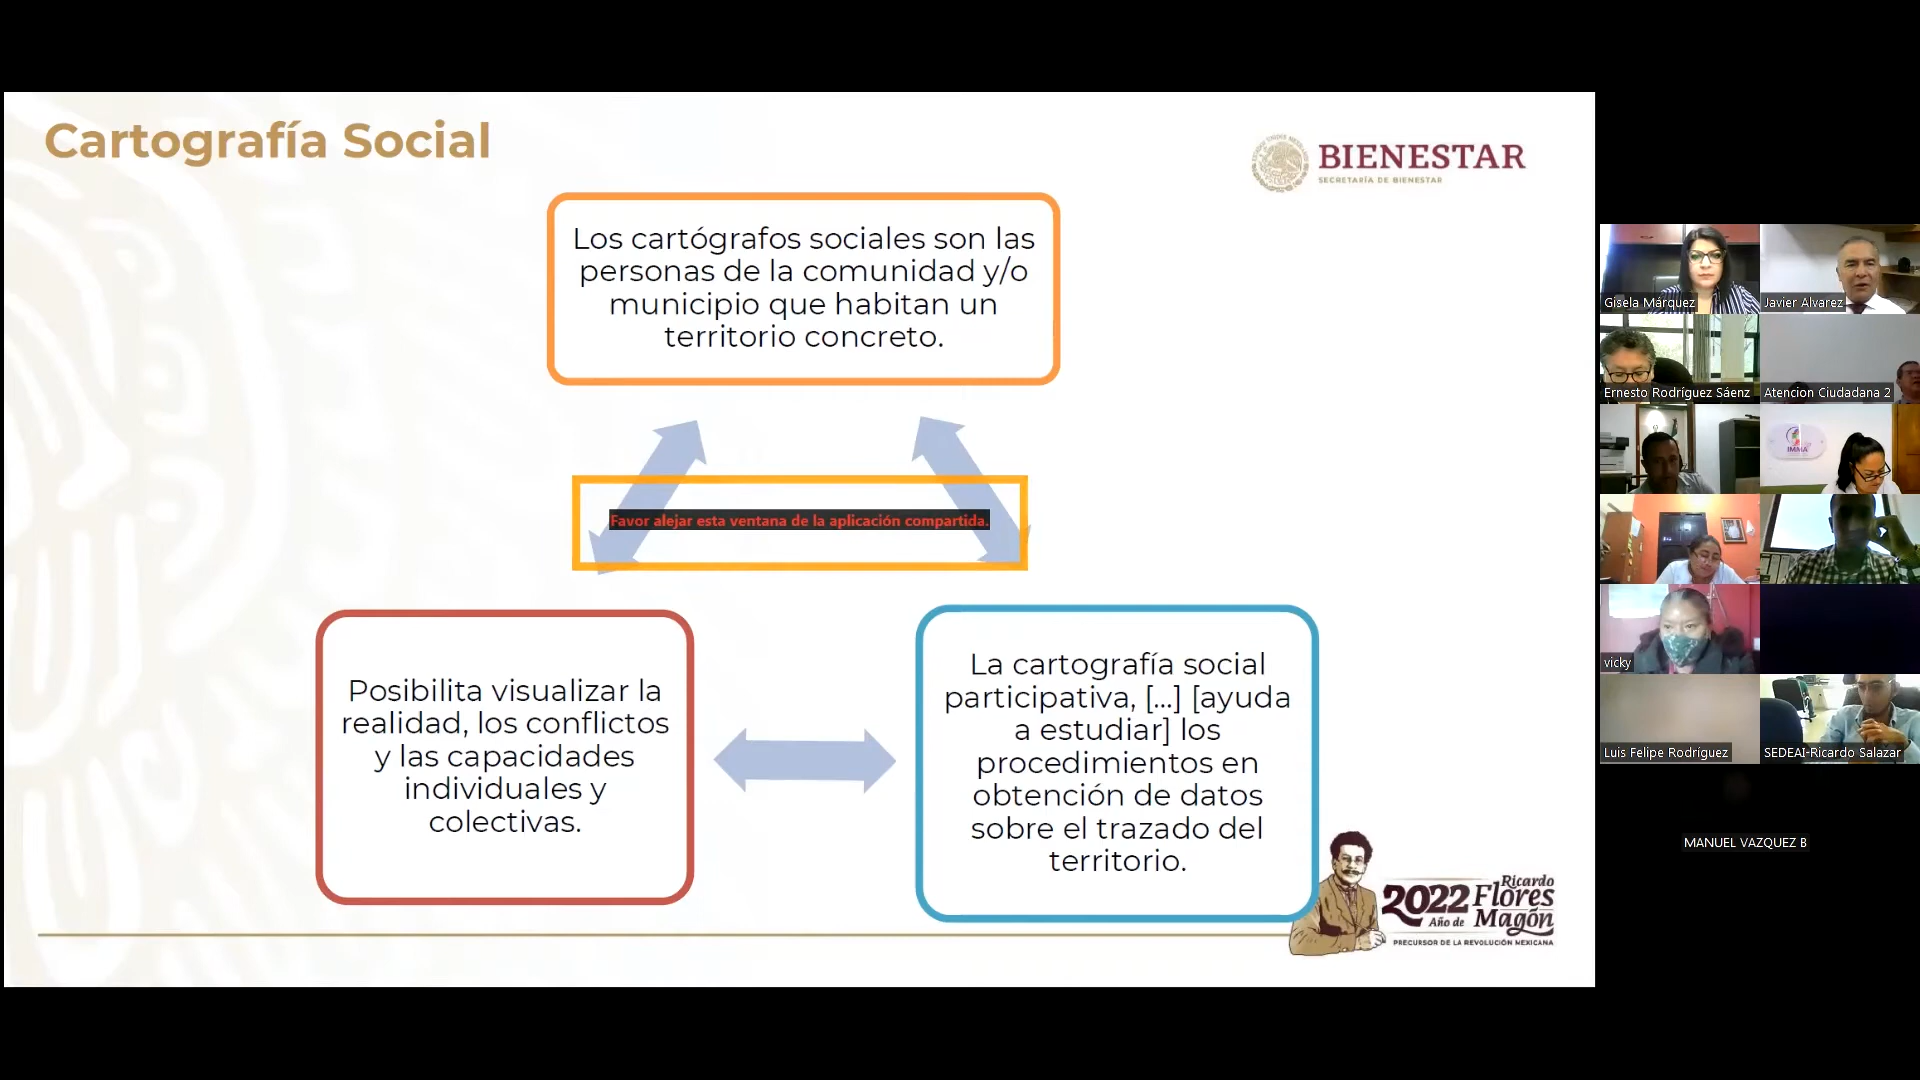 Cartografía Social
BIENESTAR
SECRETARÍA DE BIENESTAR
Los cartógrafos sociales son las
personas de la comunidad y/o
municipio que habitan un
territorio concreto.
Favor alejar esta ventana de la aplicación compartida.
Posibilita visualizar la
realidad, los conflictos
y las capacidades
individuales y
colectivas.
La cartografía social
participativa, [...] [ayuda
a estudiar] los
procedimientos en
obtención de datos
sobre el trazado del
territorio.
2022 Ricardo
Flores
Año de Magón
PRECURSOR DE LA REVOLUCIÓN MEXICANA
Gisela Márquez
Javier Alvarez
Ernesto Rodríguez Sáenz
Atencion Ciudadana 2
IMMA
vicky
Luis Felipe Rodríguez
SEDEAI-Ricardo Salazar
MANUEL VAZQUEZ B